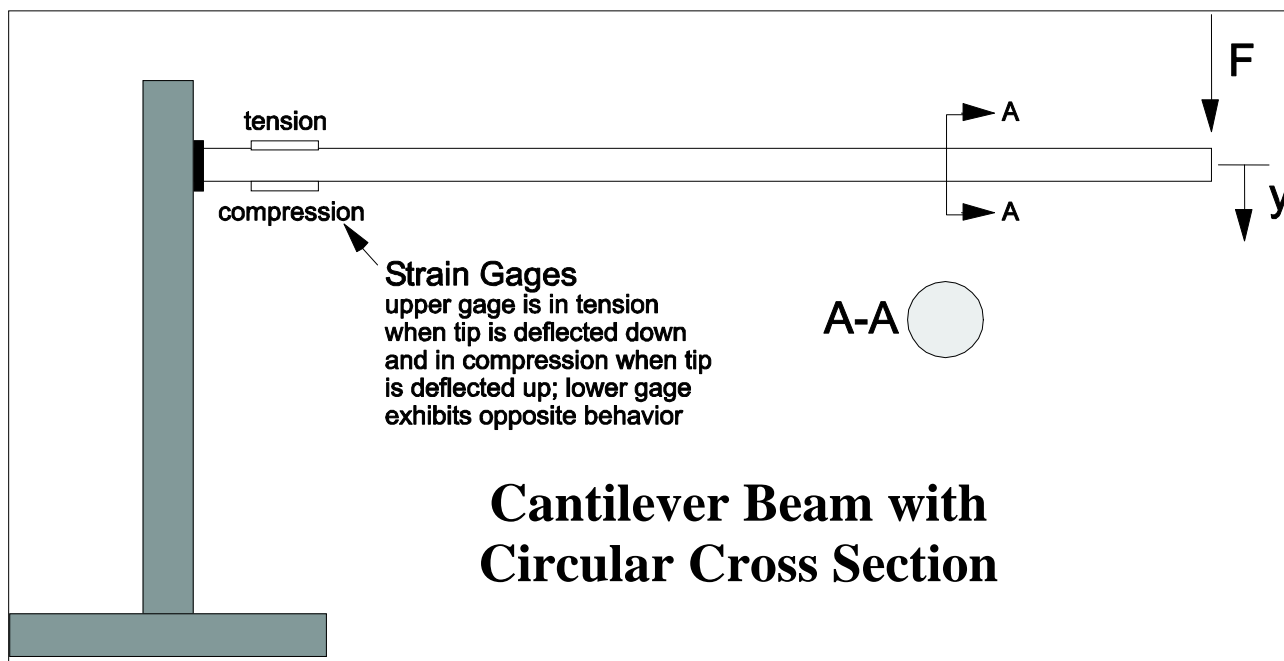 F
tension
A
y
A
compression
Strain Gages
upper gage is in tension
when tip is deflected down
and in compression when tip
is deflected up; lower gage
exhibits opposite behavior
A-A
Cantilever Beam with
Circular Cross Section